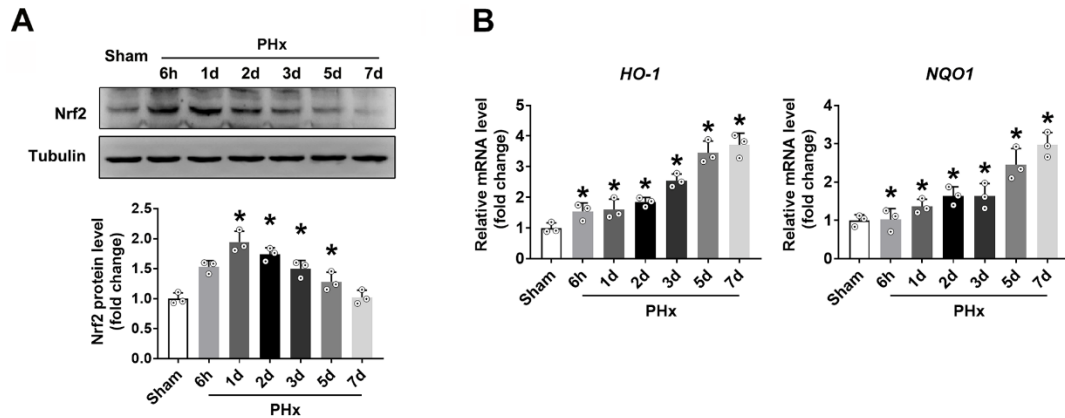 A
Sham
PHx
6h 1d 2d 3d 5d 7d
Nrf2
Tubulin
Nrf2 protein level
(fold change)
2.5
2.0
1.5
1.0
0.5
0.0
* * * *
Sham 6h 1d 2d 3d 5d 7d
PHx
B
HO-1
Relative mRNA level
(fold change)
5
4
3
2
1
0
* * * * * *
Sham 6h 1d 2d 3d 5d 7d
PHx
NQO1
Relative mRNA level
(fold change)
4
3
2
1
0
* * * * * *
Sham 6h 1d 2d 3d 5d 7d
PHx